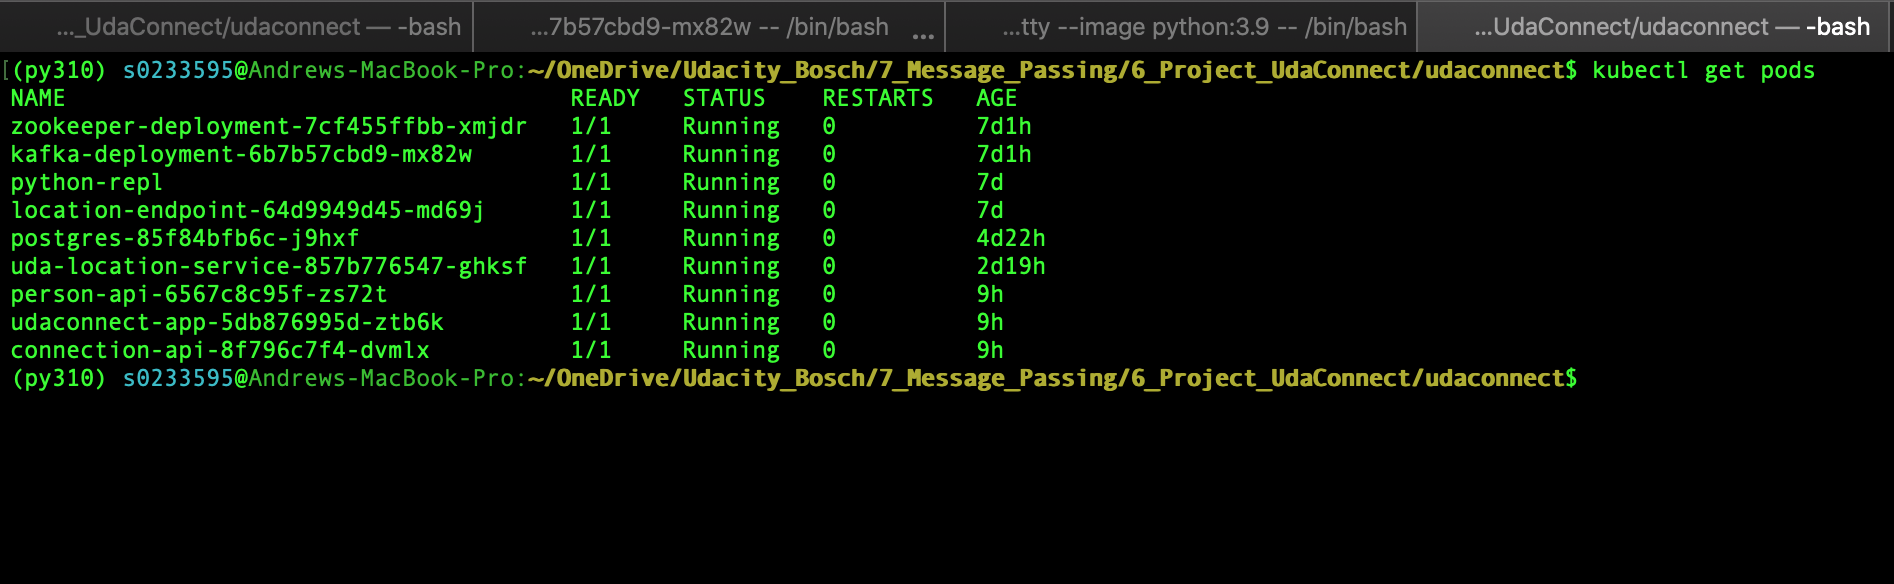 ..._UdaConnect/udaconnect — -bash
...7b57cbd9-mx82w -- /bin/bash ...
...tty --image python:3.9 -- /bin/bash
...UdaConnect/udaconnect — -bash
[(py310) s0233595@Andrews-MacBook-Pro:~/OneDrive/Udacity_Bosch/7_Message_Passing/6_Project_UdaConnect/udaconnect$ kubectl get pods
NAME READY STATUS RESTARTS AGE
zookeeper-deployment-7cf455ffbb-xmjdr 1/1 Running 0 7d1h
kafka-deployment-6b7b57cbd9-mx82w 1/1 Running 0 7d1h
python-repl 1/1 Running 0 7d
location-endpoint-64d9949d45-md69j 1/1 Running 0 7d
postgres-85f84bfb6c-j9hxf 1/1 Running 0 4d22h
uda-location-service-857b776547-ghksf 1/1 Running 0 2d19h
person-api-6567c8c95f-zs72t 1/1 Running 0 9h
udaconnect-app-5db876995d-ztb6k 1/1 Running 0 9h
connection-api-8f796c7f4-dvmlx 1/1 Running 0 9h
(py310) s0233595@Andrews-MacBook-Pro:~/OneDrive/Udacity_Bosch/7_Message_Passing/6_Project_UdaConnect/udaconnect$